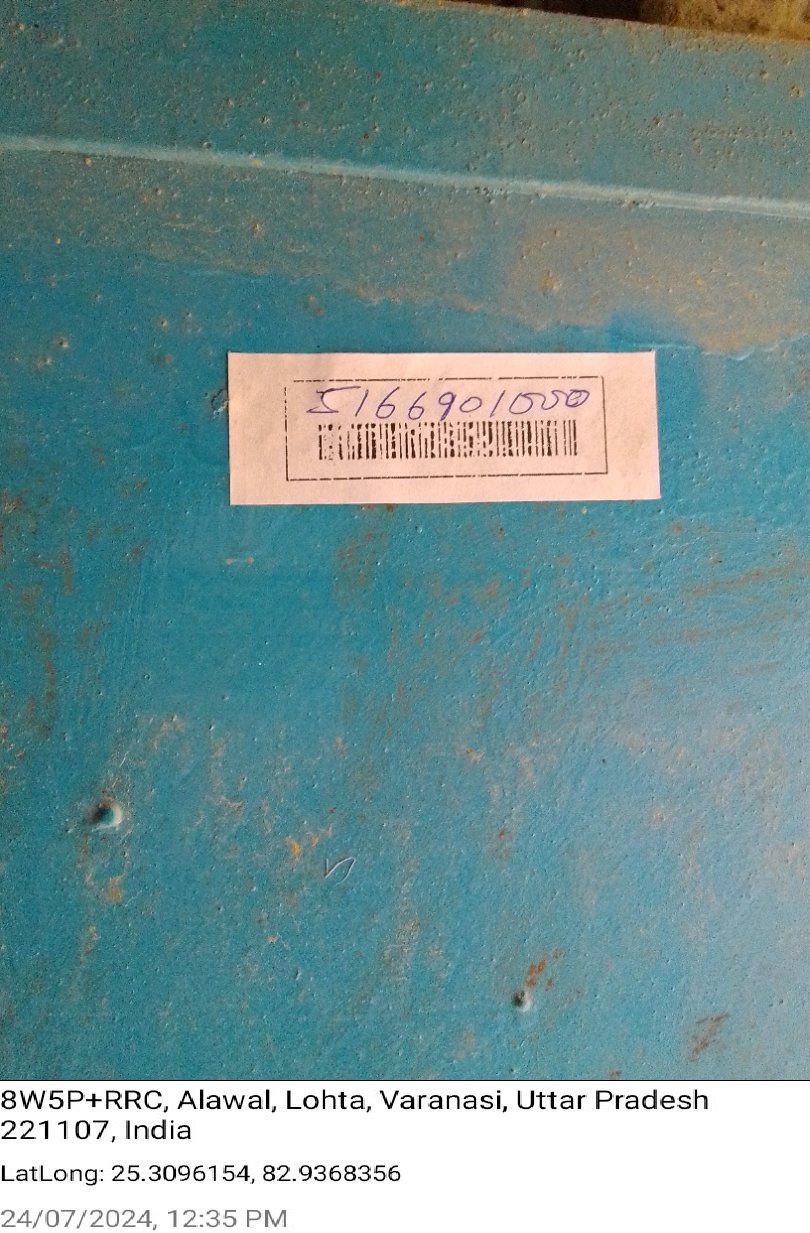 5166901000
8W5P+RRC, Alawal, Lohta, Varanasi, Uttar Pradesh
221107, India
LatLong: 25.3096154, 82.9368356
24/07/2024, 12:35 PM